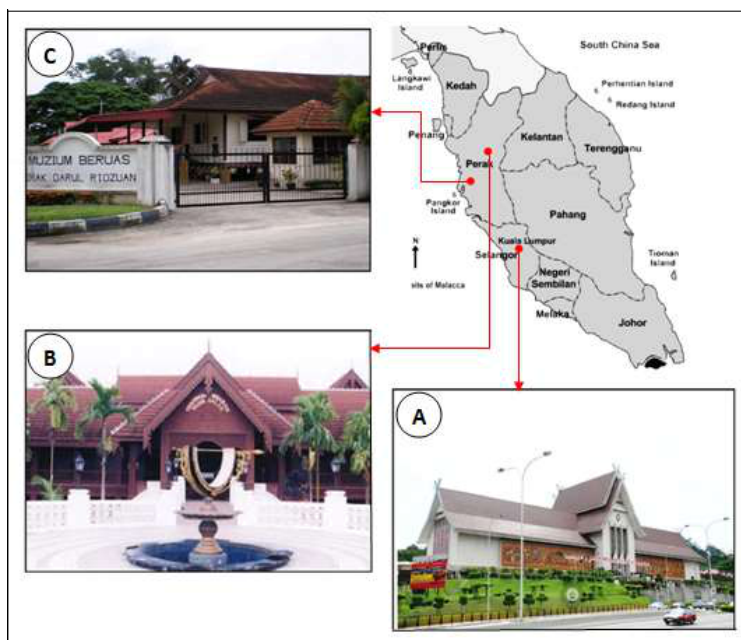 C
MUZIUM BERUAS
RAK DARUL RIDZUAN
B
A
South China Sea
Perlis
Langkawi
Island
Kedah
Perhentian Island
Redang Island
Penang
Kelantan
Terengganu
Perak
Pangkor
Island
Pahang
N
Kuala Lumpur
Selangor
Tioman
Island
its of Malacca
Negeri
Sembilan
Melaka
Johor